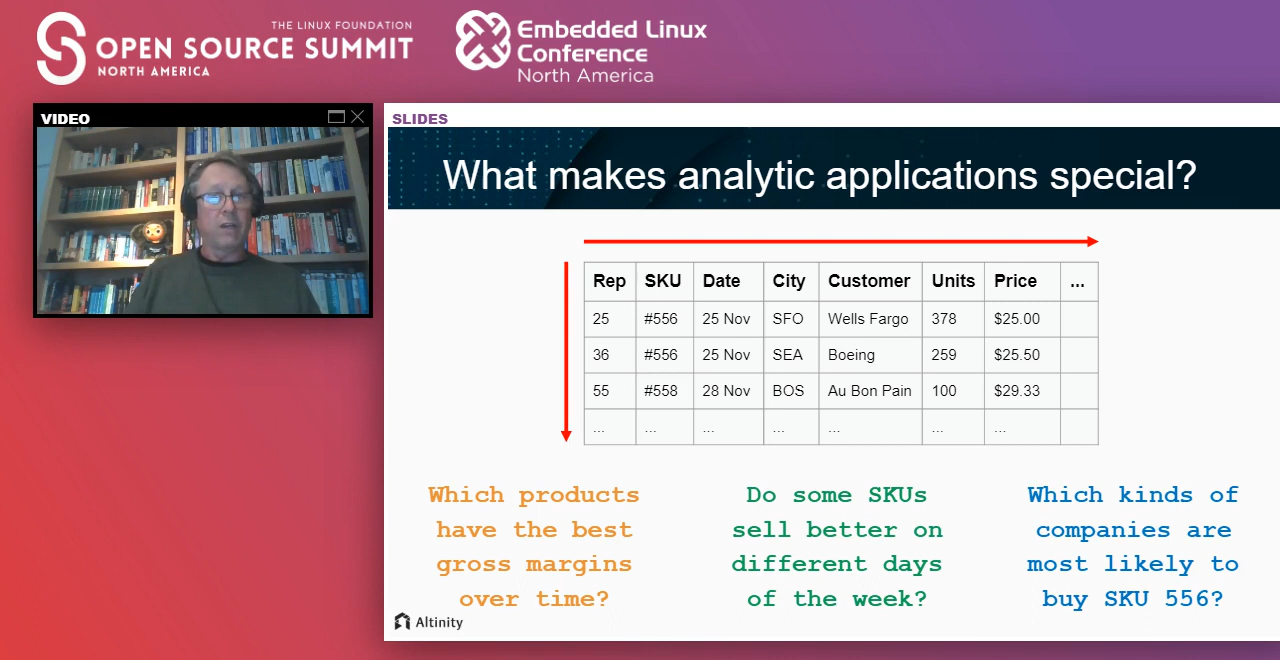 THE LINUX FOUNDATION
OPEN SOURCE SUMMIT
NORTH AMERICA
Embedded Linux
Conference
North America
VIDEO
SLIDES
What makes analytic applications special?
Rep SKU Date City Customer Units Price ...
25 #556 25 Nov SFO Wells Fargo 378 $25.00
36 #556 25 Nov SEA Boeing 259 $25.50
55 #558 28 Nov BOS Au Bon Pain 100 $29.33
... ... ... ... ... ... ...
Which products
have the best
gross margins
over time?
Do some SKUs
sell better on
different days
of the week?
Which kinds of
companies are
most likely to
buy SKU 556?
Altinity